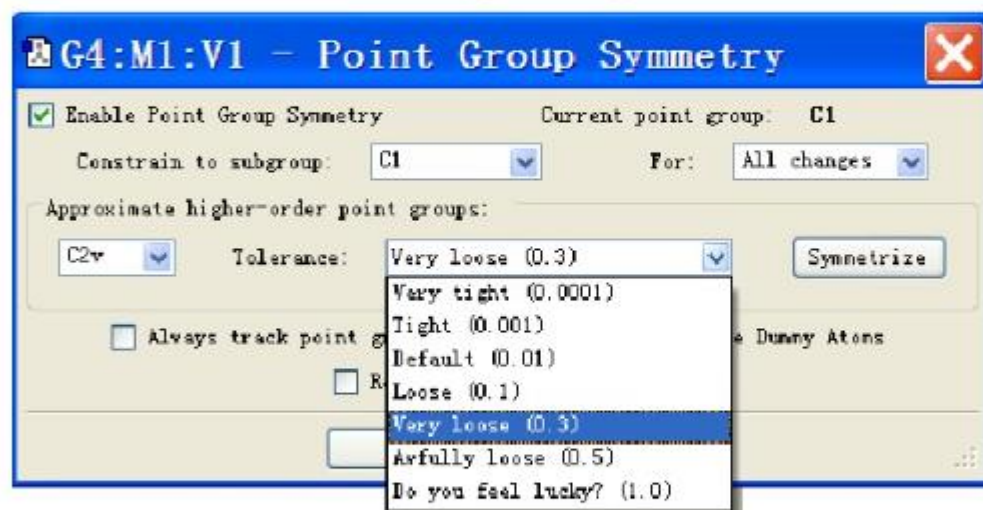 G4:M1:V1 - Point Group Symmetry
Enable Point Group Symmetry Current point group: C1
Constrain to subgroup: C1 For: All changes
Approximate higher-order point groups:
C2v Tolerance: Very loose (0.3) Symmetrize
Very tight (0.0001)
Tight (0.001)
Always track point Dummy Atoms
Default (0.01)
Loose (0.1)
Very loose (0.3)
Awfully loose (0.5)
Do you feel lucky? (1.0)